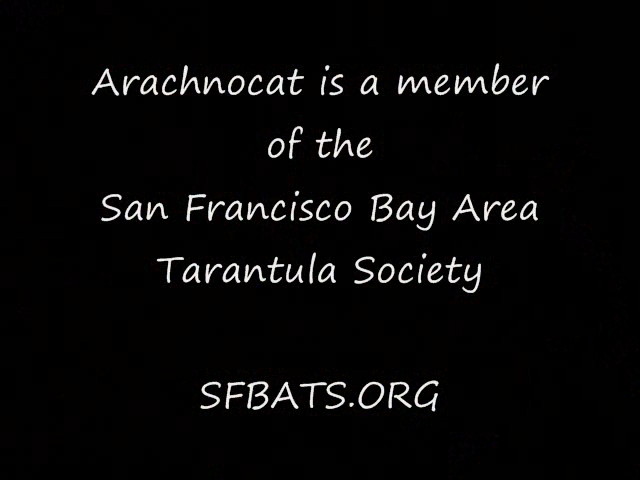 Arachnocat is a member
of the
San Francisco Bay Area
Tarantula Society
SFBATS.ORG